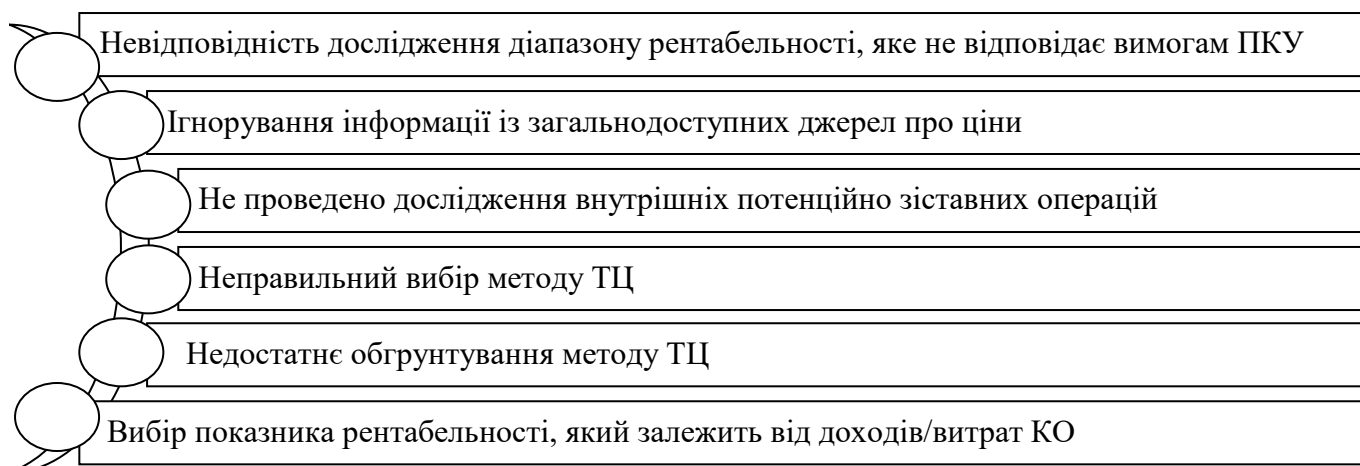 Невідповідність дослідження діапазону рентабельності, яке не відповідає вимогам ПКУ
Ігнорування інформації із загальнодоступних джерел про ціни
Не проведено дослідження внутрішніх потенційно зіставних операцій
Неправильний вибір методу ТЦ
Недостатнє обгрунтування методу ТЦ
Вибір показника рентабельності, який залежить від доходів/витрат КО